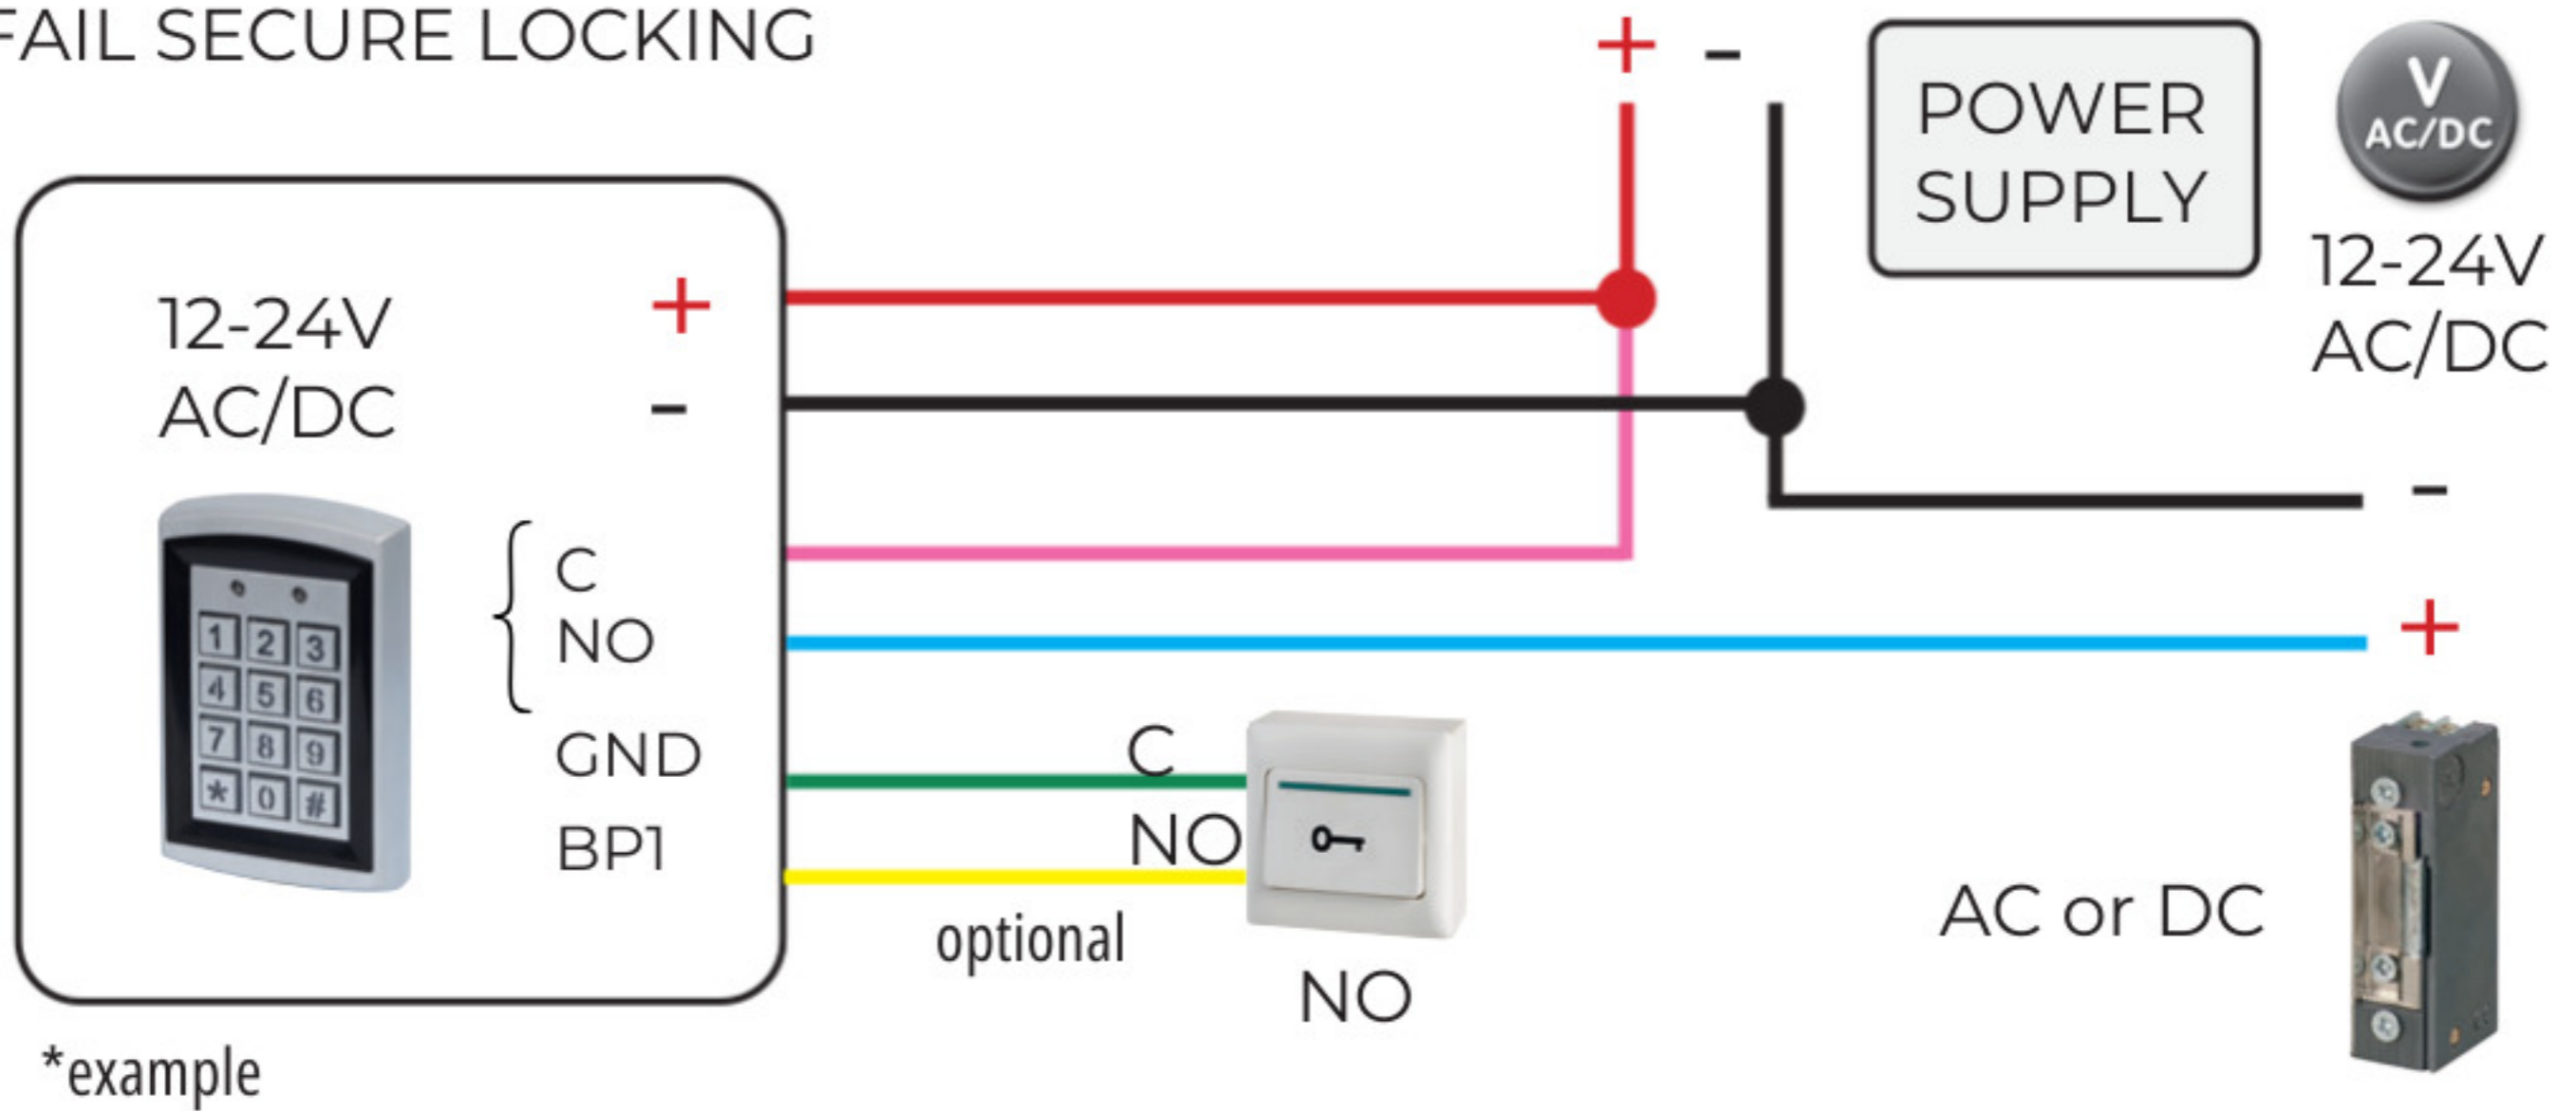 FAIL SECURE LOCKING
+ -
POWER
SUPPLY
V
AC/DC
12-24V
AC/DC
12-24V
AC/DC
+
-
-
+
C
NO
GND
BP1
1 2 3
4 5 6
7 8 9
* 0 #
C
NO
optional
NO
AC or DC
*example